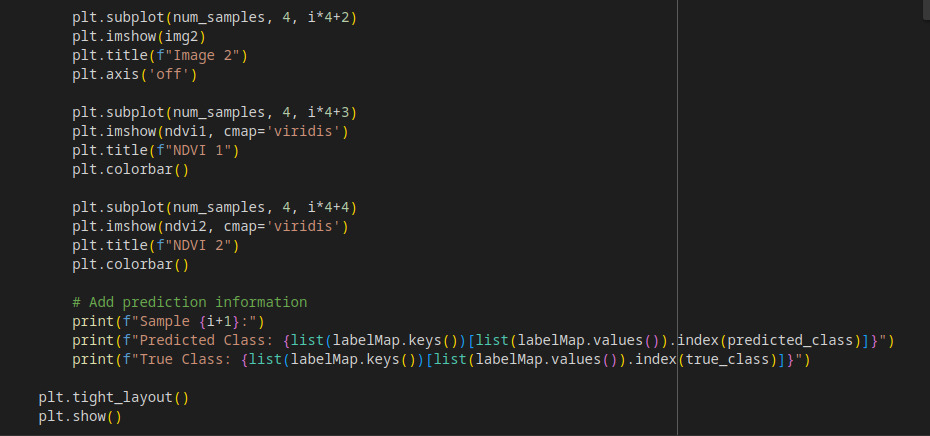 plt.subplot(num_samples, 4, i*4+2)
plt.imshow(img2)
plt.title(f"Image 2")
plt.axis('off')
plt.subplot(num_samples, 4, i*4+3)
plt.imshow(ndvi1, cmap='viridis')
plt.title(f"NDVI 1")
plt.colorbar()
plt.subplot(num_samples, 4, i*4+4)
plt.imshow(ndvi2, cmap='viridis')
plt.title(f"NDVI 2")
plt.colorbar()
# Add prediction information
print(f"Sample {i+1}:")
print(f"Predicted Class: {list(labelMap.keys())[list(labelMap.values()).index(predicted_class)]}")
print(f"True Class: {list(labelMap.keys())[list(labelMap.values()).index(true_class)]}")
plt.tight_layout()
plt.show()